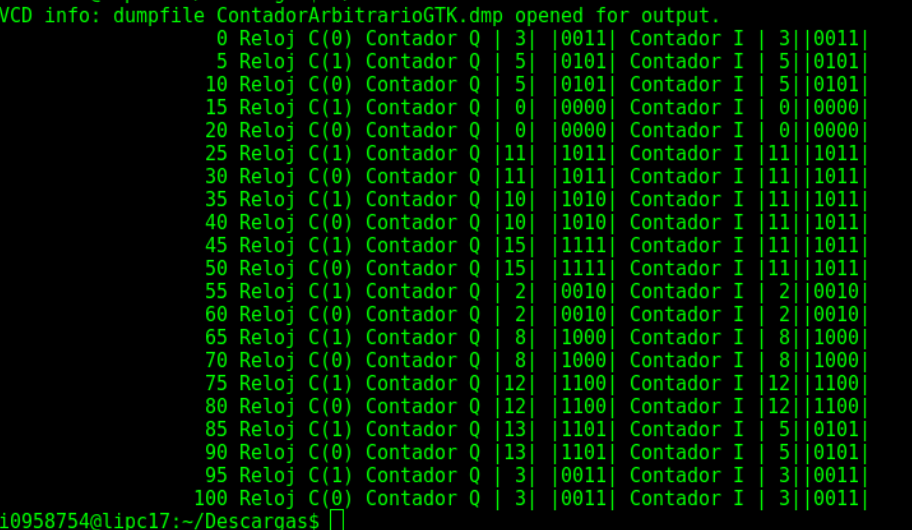 VCD info: dumpfile ContadorArbitrarioGTK.dmp opened for output.
0 Reloj C(0) Contador Q | 3| |0011| Contador I | 3||0011|
5 Reloj C(1) Contador Q | 5| |0101| Contador I | 5||0101|
10 Reloj C(0) Contador Q | 5| |0101| Contador I | 5||0101|
15 Reloj C(1) Contador Q | 0| |0000| Contador I | 0||0000|
20 Reloj C(0) Contador Q | 0| |0000| Contador I | 0||0000|
25 Reloj C(1) Contador Q |11| |1011| Contador I |11||1011|
30 Reloj C(0) Contador Q |11| |1011| Contador I |11||1011|
35 Reloj C(1) Contador Q |10| |1010| Contador I |11||1011|
40 Reloj C(0) Contador Q |10| |1010| Contador I |11||1011|
45 Reloj C(1) Contador Q |15| |1111| Contador I |11||1011|
50 Reloj C(0) Contador Q |15| |1111| Contador I |11||1011|
55 Reloj C(1) Contador Q | 2| |0010| Contador I | 2||0010|
60 Reloj C(0) Contador Q | 2| |0010| Contador I | 2||0010|
65 Reloj C(1) Contador Q | 8| |1000| Contador I | 8||1000|
70 Reloj C(0) Contador Q | 8| |1000| Contador I | 8||1000|
75 Reloj C(1) Contador Q |12| |1100| Contador I |12||1100|
80 Reloj C(0) Contador Q |12| |1100| Contador I |12||1100|
85 Reloj C(1) Contador Q |13| |1101| Contador I | 5||0101|
90 Reloj C(0) Contador Q |13| |1101| Contador I | 5||0101|
95 Reloj C(1) Contador Q | 3| |0011| Contador I | 3||0011|
100 Reloj C(0) Contador Q | 3| |0011| Contador I | 3||0011|
i0958754@lipc17:~/Descargas$